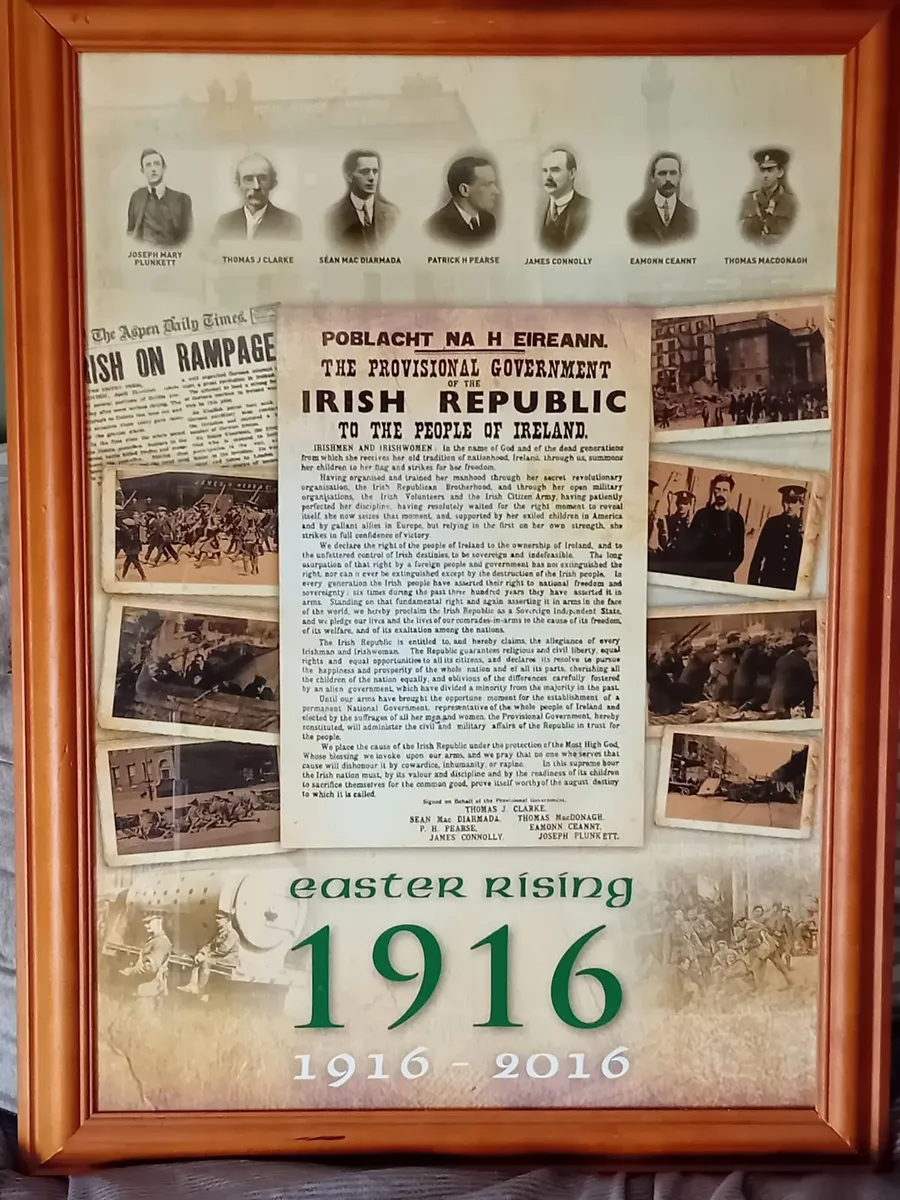 JOSEPH MARY
PLUNKETT
THOMAS J CLARKE
SEÁN MAC DIARMADA
PATRICK H PEARSE
JAMES CONNOLLY
EAMONN CEANNT
THOMAS MACDONAGH
The Aspen Daily Times.
RISH ON RAMPAGE
POBLACHT NA H EIREANN.
THE PROVISIONAL GOVERNMENT
OF THE
IRISH REPUBLIC
TO THE PEOPLE OF IRELAND.
IRISHMEN AND IRISHWOMEN: In the name of God and of the dead generations
from which she receives her old tradition of nationhood, Ireland, through us, summons
her children to her flag and strikes for her freedom.
Having organised and trained her manhood through her secret revolutionary
organisation, the Irish Republican Brotherhood, and through her open military
organisations, the Irish Volunteers and the Irish Citizen Army, having patiently
perfected her discipline, having resolutely waited for the right moment to reveal
itself, she now seizes that moment, and, supported by her exiled children in America
and by gallant allies in Europe, but relying in the first on her own strength, she
strikes in full confidence of victory.
We declare the right of the people of Ireland to the ownership of Ireland, and to
the unfettered control of Irish destinies, to be sovereign and indefeasible. The long
usurpation of that right by a foreign people and government has not extinguished the
right, nor can it ever be extinguished except by the destruction of the Irish people. In
every generation the Irish people have asserted their right to national freedom and
sovereignty; six times during the past three hundred years they have asserted it in
arms. Standing on that fundamental right and again asserting it in arms in the face
of the world, we hereby proclaim the Irish Republic as a Sovereign Independent State,
and we pledge our lives and the lives of our comrades-in-arms to the cause of its freedom,
of its welfare, and of its exaltation among the nations.
The Irish Republic is entitled to, and hereby claims, the allegiance of every
Irishman and Irishwoman. The Republic guarantees religious and civil liberty, equal
rights and equal opportunities to all its citizens, and declares its resolve to pursue
the happiness and prosperity of the whole nation and of all its parts, cherishing all
the children of the nation equally, and oblivious of the differences carefully fostered
by an alien government, which have divided a minority from the majority in the past.
Until our arms have brought the opportune moment for the establishment of a
permanent National Government, representative of the whole people of Ireland and
elected by the suffrages of all her men and women, the Provisional Government, hereby
constituted, will administer the civil and military affairs of the Republic in trust for
the people.
We place the cause of the Irish Republic under the protection of the Most High God,
Whose blessing we invoke upon our arms, and we pray that no one who serves that
cause will dishonour it by cowardice, inhumanity, or rapine. In this supreme hour
the Irish nation must, by its valour and discipline and by the readiness of its children
to sacrifice themselves for the common good, prove itself worthy of the august destiny
to which it is called.
Signed on Behalf of the Provisional Government,
THOMAS J. CLARKE.
SEAN Mac DIARMADA. THOMAS MacDONAGH.
P. H. PEARSE, EAMONN CEANNT,
JAMES CONNOLLY. JOSEPH PLUNKETT.
easter rising
1916
1916 - 2016